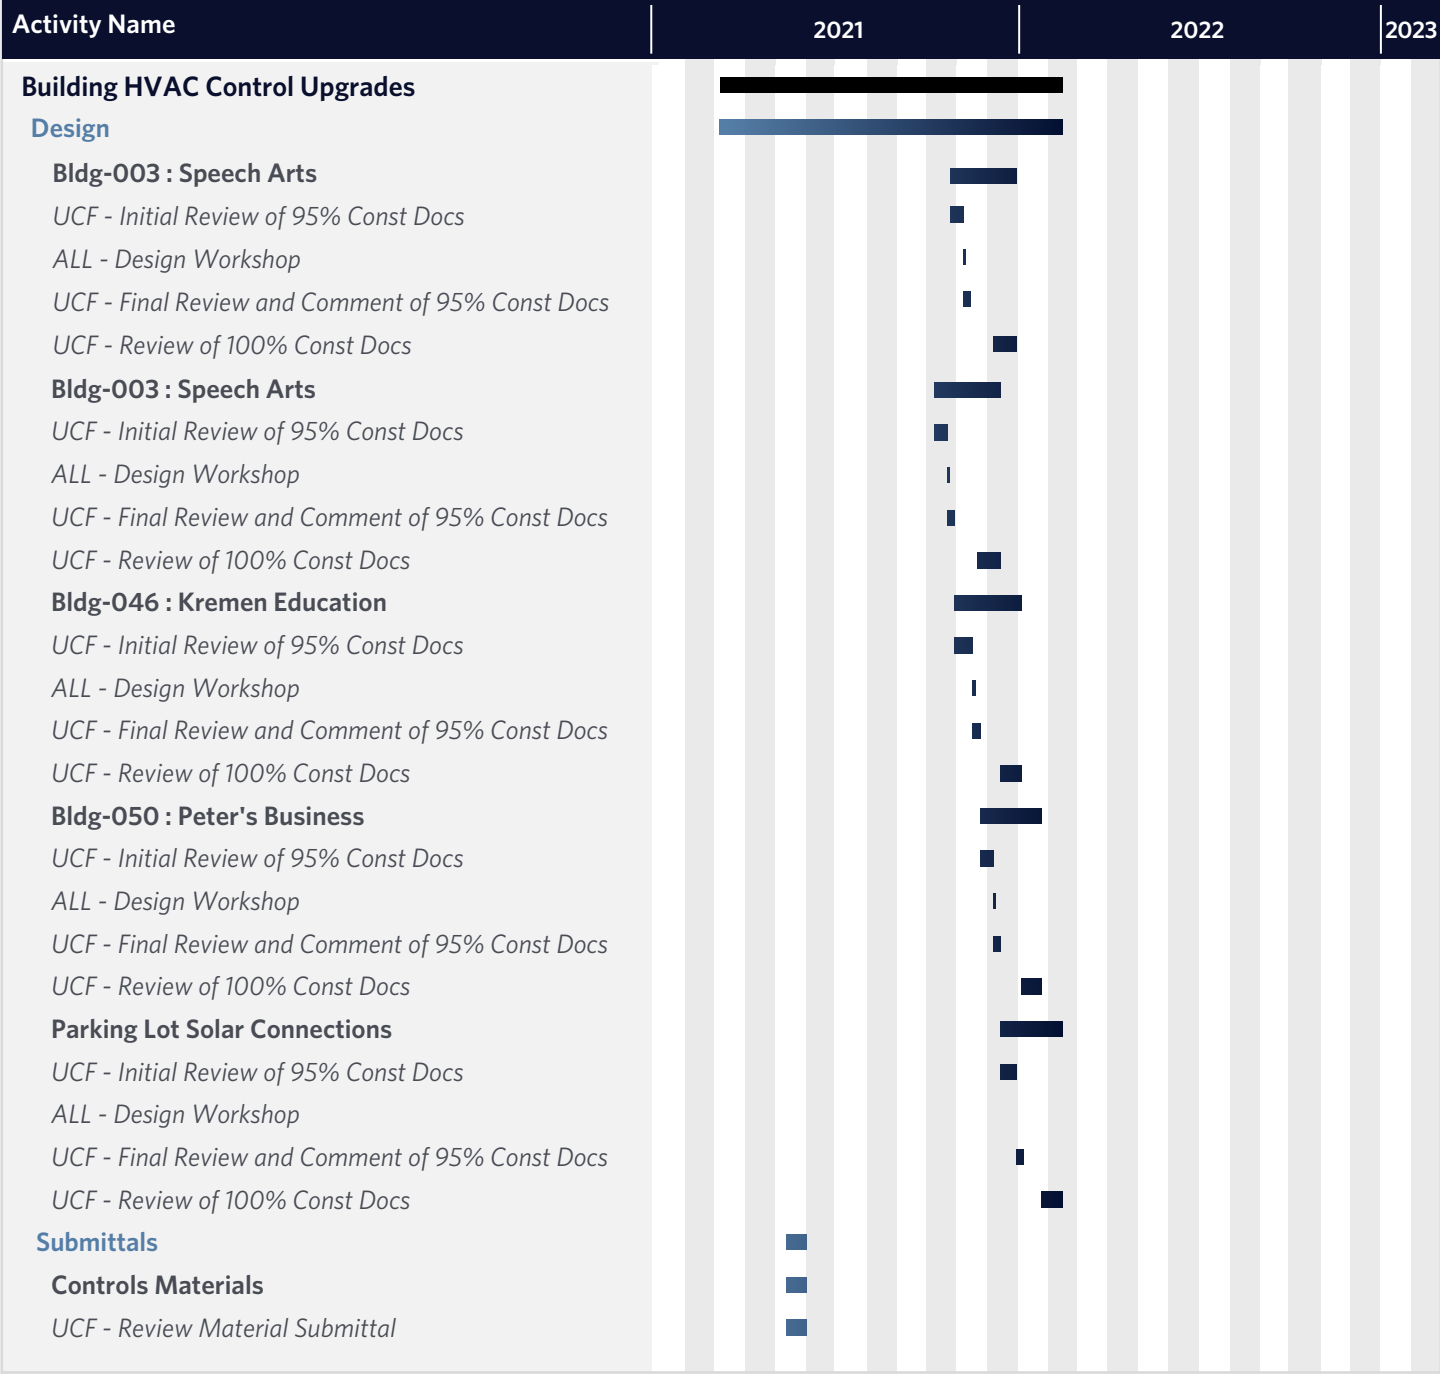 Activity Name
2021
2022
2023
Building HVAC Control Upgrades
Design
Bldg-003 : Speech Arts
UCF - Initial Review of 95% Const Docs
ALL - Design Workshop
UCF - Final Review and Comment of 95% Const Docs
UCF - Review of 100% Const Docs
Bldg-003 : Speech Arts
UCF - Initial Review of 95% Const Docs
ALL - Design Workshop
UCF - Final Review and Comment of 95% Const Docs
UCF - Review of 100% Const Docs
Bldg-046 : Kremen Education
UCF - Initial Review of 95% Const Docs
ALL - Design Workshop
UCF - Final Review and Comment of 95% Const Docs
UCF - Review of 100% Const Docs
Bldg-050 : Peter's Business
UCF - Initial Review of 95% Const Docs
ALL - Design Workshop
UCF - Final Review and Comment of 95% Const Docs
UCF - Review of 100% Const Docs
Parking Lot Solar Connections
UCF - Initial Review of 95% Const Docs
ALL - Design Workshop
UCF - Final Review and Comment of 95% Const Docs
UCF - Review of 100% Const Docs
Submittals
Controls Materials
UCF - Review Material Submittal